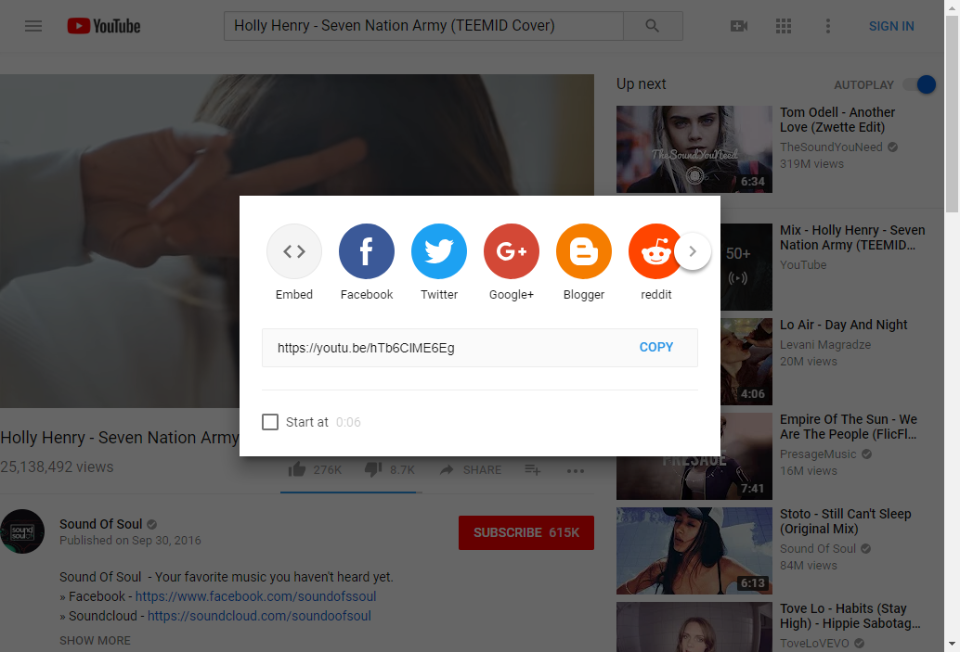 YouTube
Holly Henry - Seven Nation Army (TEEMID Cover)
SIGN IN
Up next
AUTOPLAY
TheSoundYouNeed
6:34
Tom Odell - Another
Love (Zwette Edit)
TheSoundYouNeed
319M views
50+
Mix - Holly Henry - Seven
Nation Army (TEEMID…
YouTube
4:06
Lo Air - Day And Night
Levani Magradze
20M views
PRESAGE
7:41
Empire Of The Sun - We
Are The People (FlicFl…
PresageMusic
16M views
6:13
Stoto - Still Can't Sleep
(Original Mix)
Sound Of Soul
84M views
Tove Lo - Habits (Stay
High) - Hippie Sabotag…
ToveLoVEVO
Embed
Facebook
Twitter
G+
Google+
Blogger
reddit
https://youtu.be/hTb6CIME6Eg
COPY
Start at 0:06
Holly Henry - Seven Nation Army
25,138,492 views
276K
8.7K
SHARE
sound
soul
Sound Of Soul
Published on Sep 30, 2016
SUBSCRIBE 615K
Sound Of Soul - Your favorite music you haven't heard yet.
» Facebook - https://www.facebook.com/soundofssoul
» Soundcloud - https://soundcloud.com/soundoofsoul
SHOW MORE